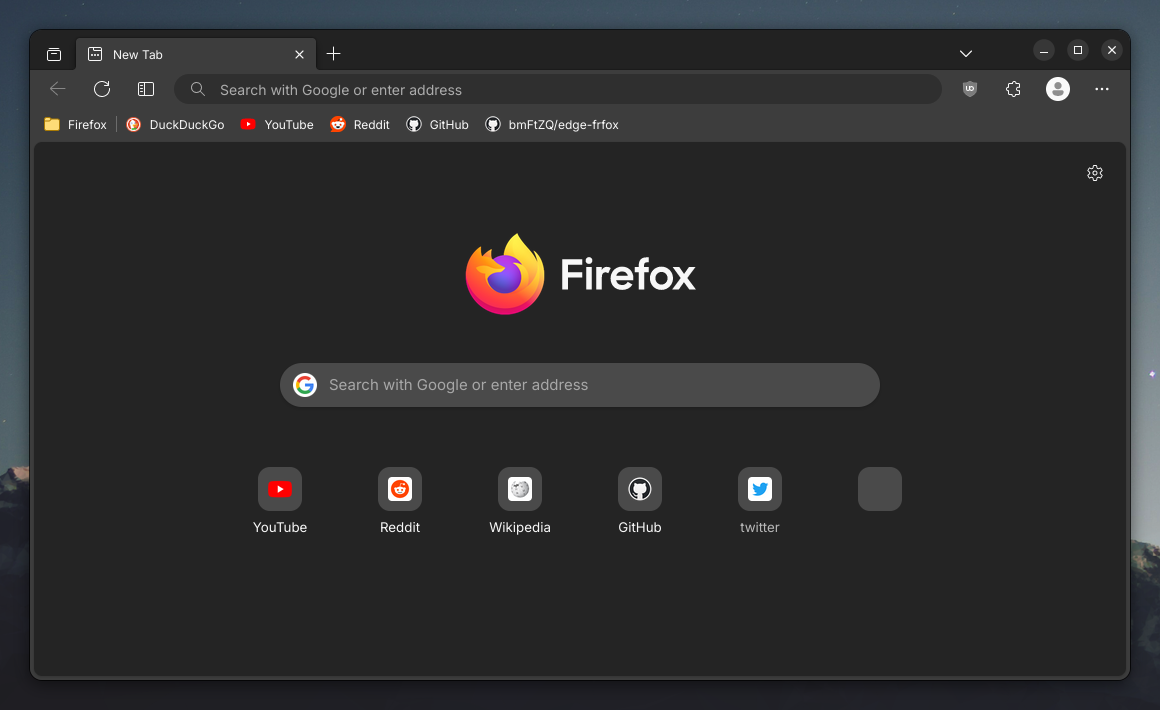 New Tab
Search with Google or enter address
Firefox DuckDuckGo YouTube Reddit GitHub bmFtZQ/edge-frfox
Firefox
Search with Google or enter address
YouTube Reddit Wikipedia GitHub twitter